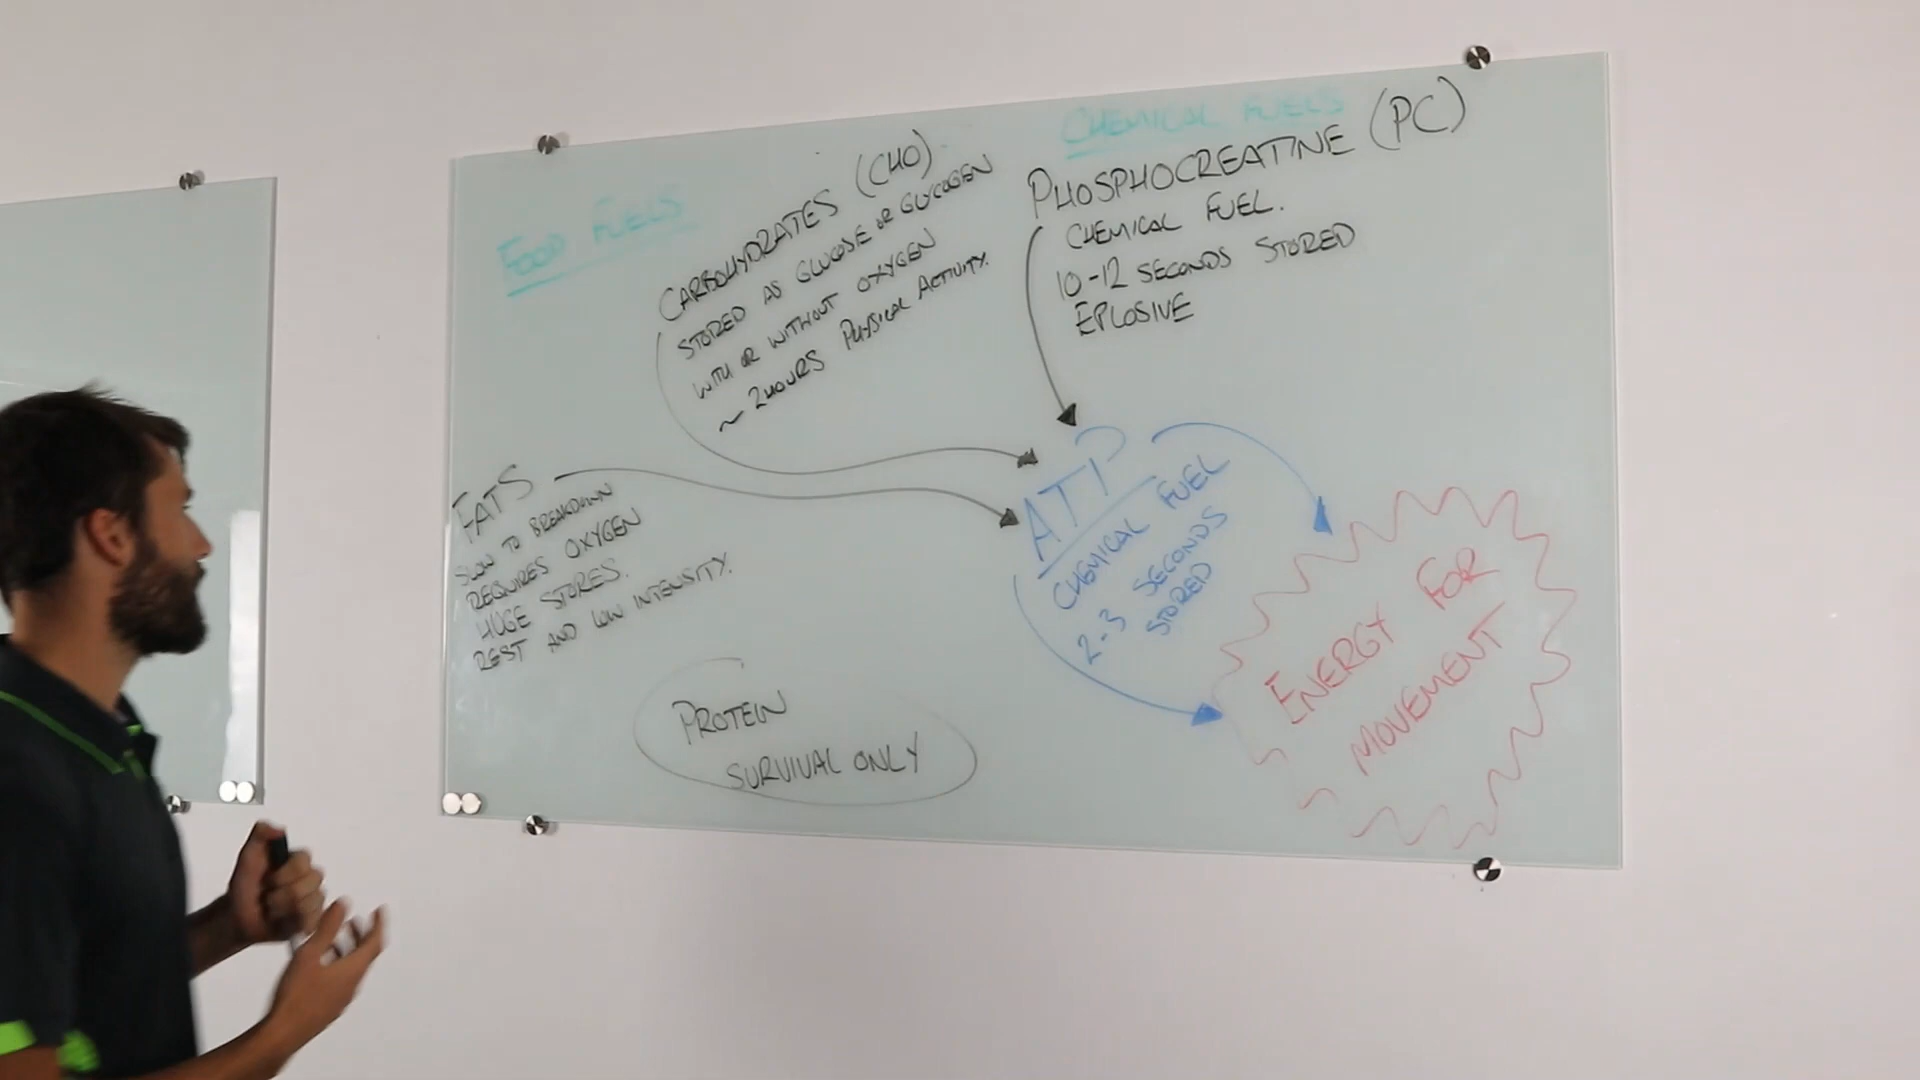 FOOD FUELS
CARBOHYDRATES (CHO).
STORED AS GLUCOSE OR GLYCOGEN
WITH OR WITHOUT OXYGEN
~ 2HOURS PHYSICAL ACTIVITY.
FATS
SLOW TO BREAKDOWN
REQUIRES OXYGEN
HUGE STORES.
REST AND LOW INTENSITY.
PROTEIN
SURVIVAL ONLY
CHEMICAL FUELS
PHOSPHOCREATINE (PC)
CHEMICAL FUEL.
10-12 SECONDS STORED
EPLOSIVE
ATP
CHEMICAL FUEL
2-3 SECONDS
STORED
ENERGY FOR
MOVEMENT